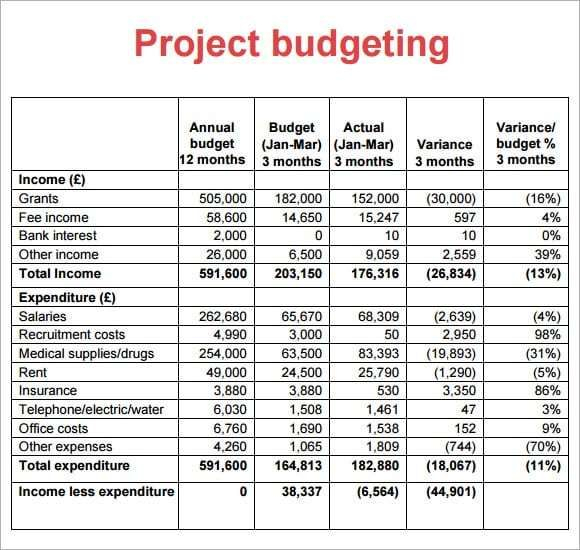 Project budgeting
Annual budget 12 months Budget (Jan-Mar) 3 months Actual (Jan-Mar) 3 months Variance 3 months Variance/ budget % 3 months
Income (£)
Grants 505,000 182,000 152,000 (30,000) (16%)
Fee income 58,600 14,650 15,247 597 4%
Bank interest 2,000 0 10 10 0%
Other income 26,000 6,500 9,059 2,559 39%
Total Income 591,600 203,150 176,316 (26,834) (13%)
Expenditure (£)
Salaries 262,680 65,670 68,309 (2,639) (4%)
Recruitment costs 4,990 3,000 50 2,950 98%
Medical supplies/drugs 254,000 63,500 83,393 (19,893) (31%)
Rent 49,000 24,500 25,790 (1,290) (5%)
Insurance 3,880 3,880 530 3,350 86%
Telephone/electric/water 6,030 1,508 1,461 47 3%
Office costs 6,760 1,690 1,538 152 9%
Other expenses 4,260 1,065 1,809 (744) (70%)
Total expenditure 591,600 164,813 182,880 (18,067) (11%)
Income less expenditure 0 38,337 (6,564) (44,901)